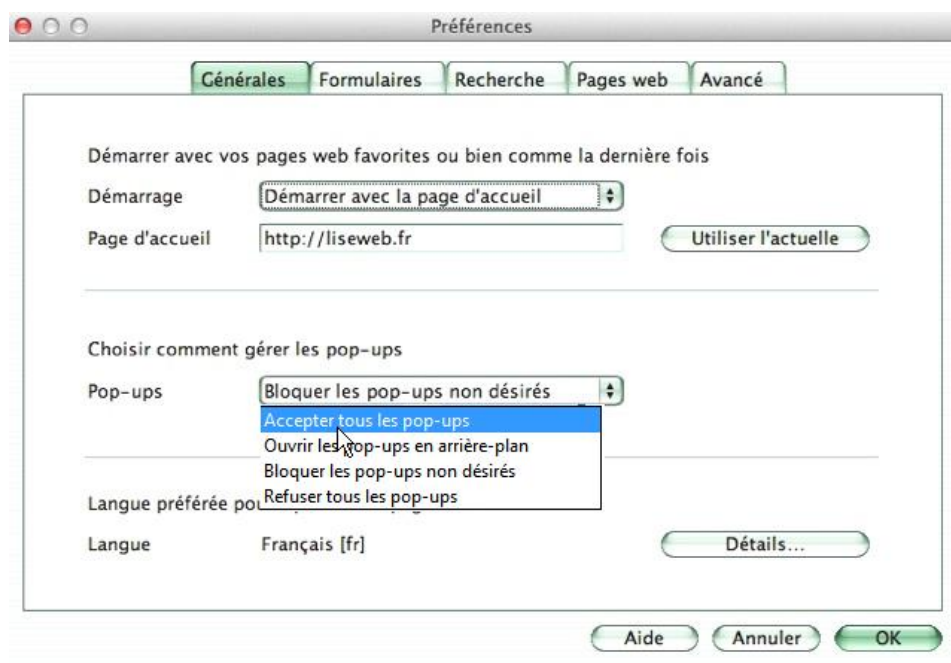 Préférences
Générales Formulaires Recherche Pages web Avancé
Démarrer avec vos pages web favorites ou bien comme la dernière fois
Démarrage Démarrer avec la page d'accueil
Page d'accueil http://liseweb.fr Utiliser l'actuelle
Choisir comment gérer les pop-ups
Pop-ups Bloquer les pop-ups non désirés
Accepter tous les pop-ups
Ouvrir les pop-ups en arrière-plan
Bloquer les pop-ups non désirés
Refuser tous les pop-ups
Langue préférée
Langue Français [fr] Détails...
Aide Annuler OK